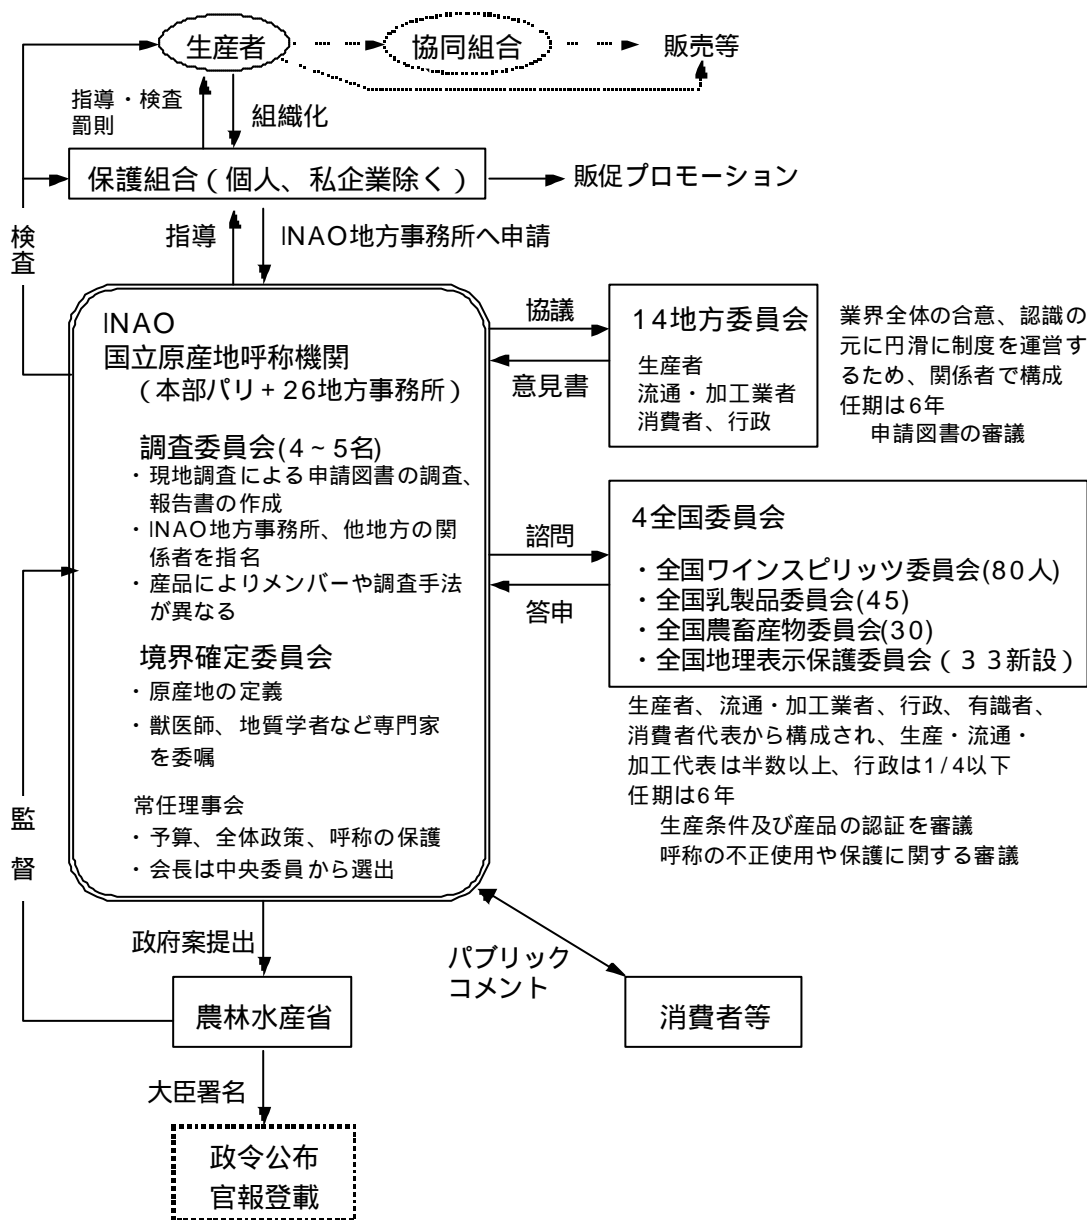 生産者
協同組合
販売等
指導・検査
罰則
組織化
保護組合（個人、私企業除く）
販促プロモーション
検査
指導
INAO地方事務所へ申請
INAO
国立原産地呼称機関
（本部パリ＋26地方事務所）
調査委員会(4～5名)
・現地調査による申請図書の調査、
報告書の作成
・INAO地方事務所、他地方の関
係者を指名
・産品によりメンバーや調査手法
が異なる
境界確定委員会
・原産地の定義
・獣医師、地質学者など専門家
を委嘱
常任理事会
・予算、全体政策、呼称の保護
・会長は中央委員から選出
協議
意見書
14地方委員会
生産者
流通・加工業者
消費者、行政
業界全体の合意、認識の
元に円滑に制度を運営す
るため、関係者で構成
任期は6年
申請図書の審議
諮問
答申
4全国委員会
・全国ワインスピリッツ委員会(80人)
・全国乳製品委員会(45)
・全国農畜産物委員会(30)
・全国地理表示保護委員会（３３新設）
生産者、流通・加工業者、行政、有識者、
消費者代表から構成され、生産・流通・
加工代表は半数以上、行政は1/4以下
任期は6年
生産条件及び産品の認証を審議
呼称の不正使用や保護に関する審議
監督
政府案提出
パブリック
コメント
農林水産省
消費者等
大臣署名
政令公布
官報登載